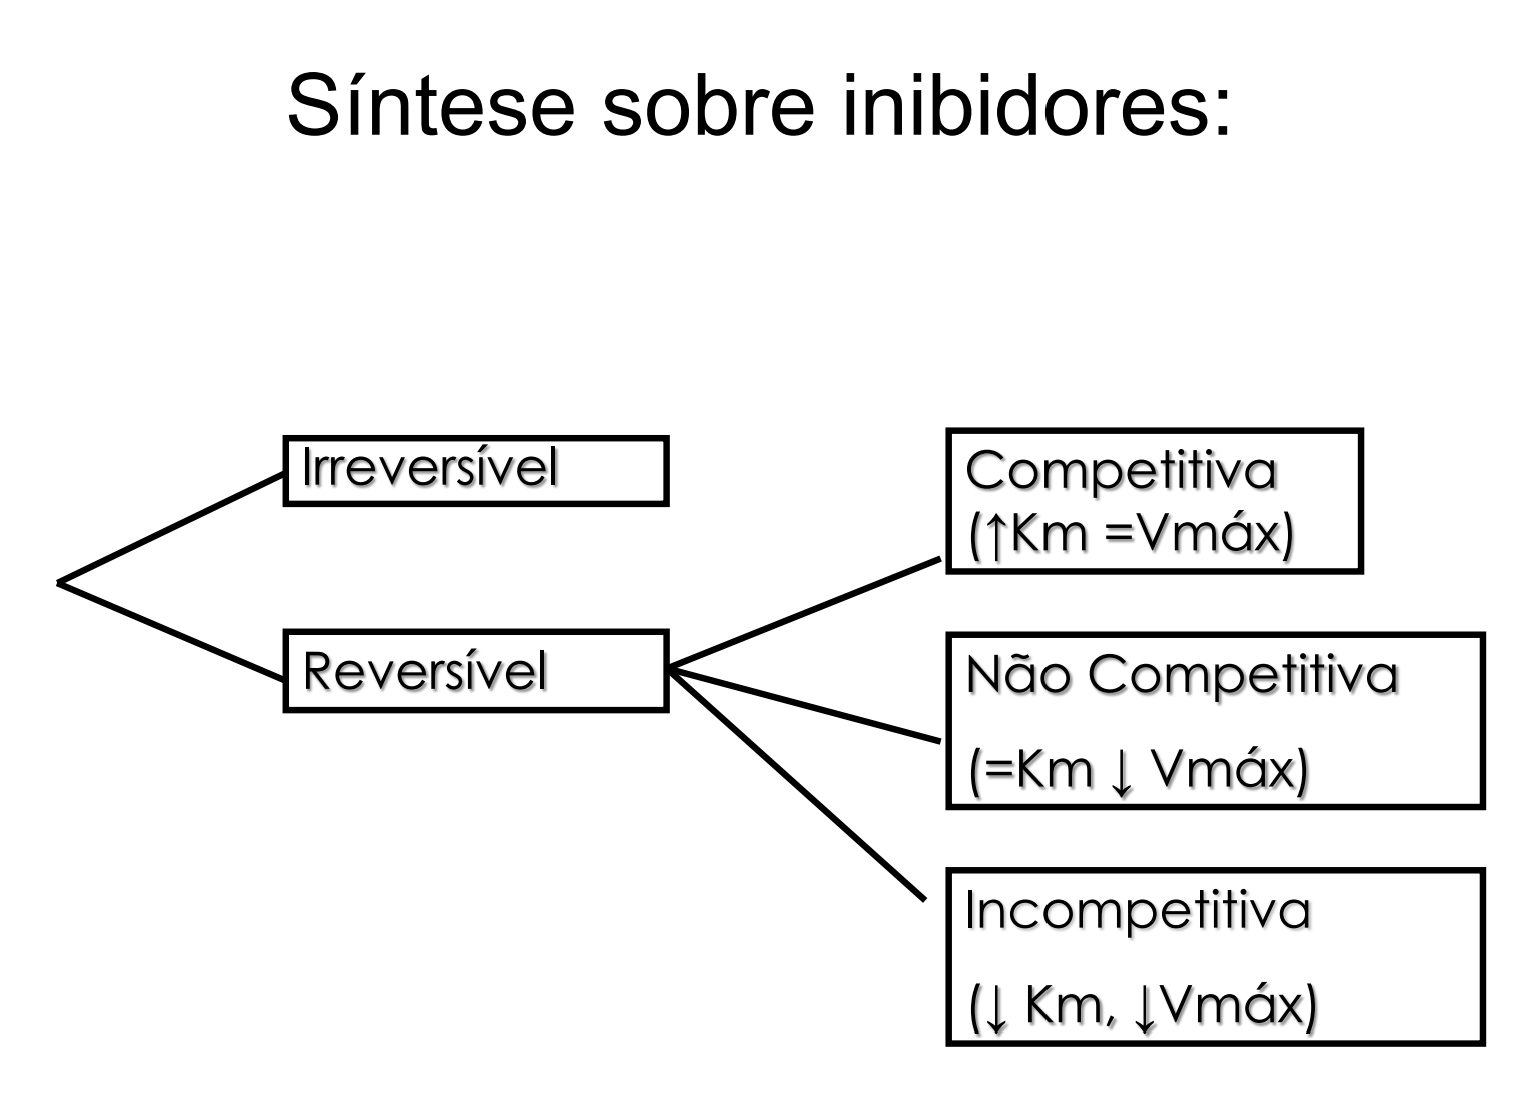 Síntese sobre inibidores:
Irreversível
Reversível
Competitiva
(↑Km =Vmáx)
Não Competitiva
(=Km ↓ Vmáx)
Incompetitiva
(↓ Km, ↓Vmáx)